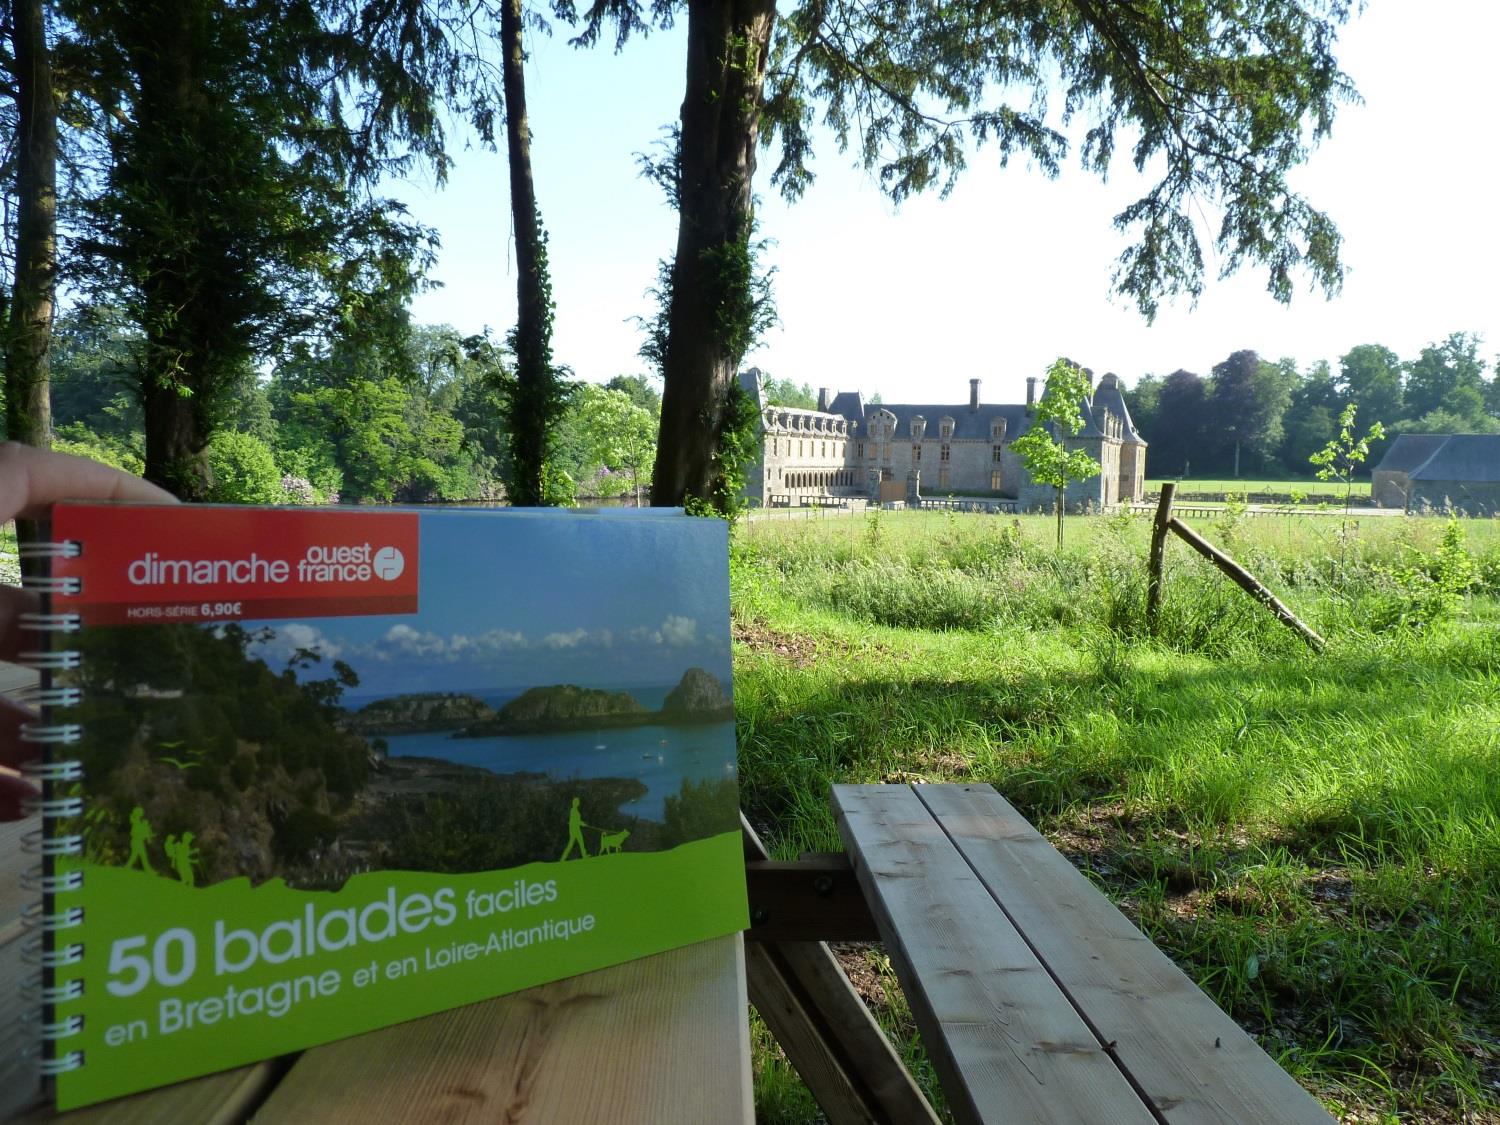 dimanche ouest
france
HORS-SÉRIE 6,90€
50 balades faciles
en Bretagne et en Loire-Atlantique